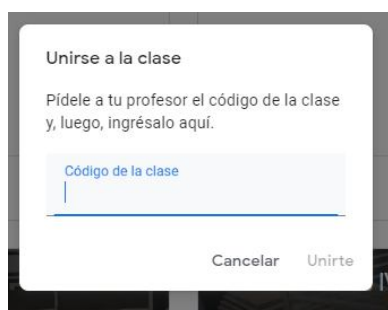 Unirse a la clase
Pídele a tu profesor el código de la clase
y, luego, ingrésalo aquí.
Código de la clase
Cancelar Unirte